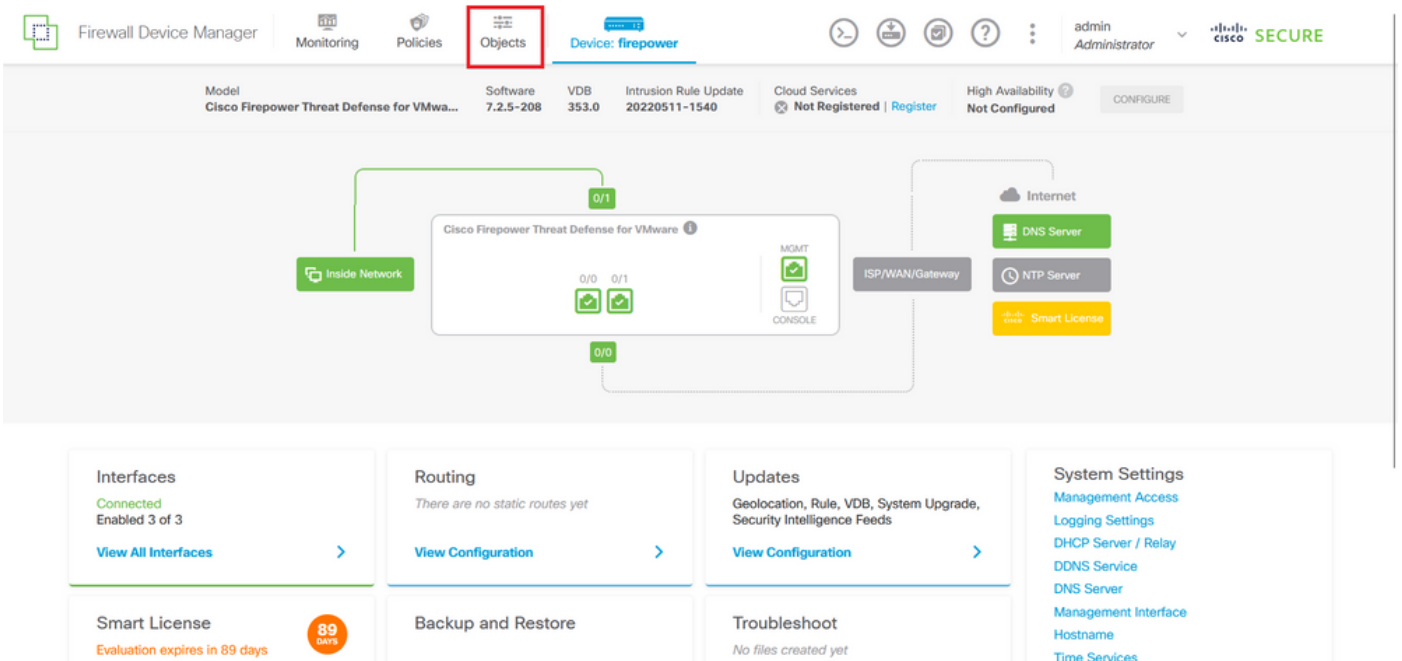 Firewall Device Manager
Monitoring
Policies
Objects
Device: firepower
admin
Administrator
cisco SECURE
Model
Cisco Firepower Threat Defense for VMwa...
Software
7.2.5-208
VDB
353.0
Intrusion Rule Update
20220511-1540
Cloud Services
Not Registered | Register
High Availability ?
Not Configured
CONFIGURE
0/1
Internet
Cisco Firepower Threat Defense for VMware i
DNS Server
MGMT
Inside Network
0/0 0/1
ISP/WAN/Gateway
NTP Server
CONSOLE
cisco Smart License
0/0
Interfaces
Connected
Enabled 3 of 3
View All Interfaces
Routing
There are no static routes yet
View Configuration
Updates
Geolocation, Rule, VDB, System Upgrade,
Security Intelligence Feeds
View Configuration
System Settings
Management Access
Logging Settings
DHCP Server / Relay
DDNS Service
DNS Server
Management Interface
Hostname
Time Services
Smart License
Evaluation expires in 89 days
89
DAYS
Backup and Restore
Troubleshoot
No files created yet